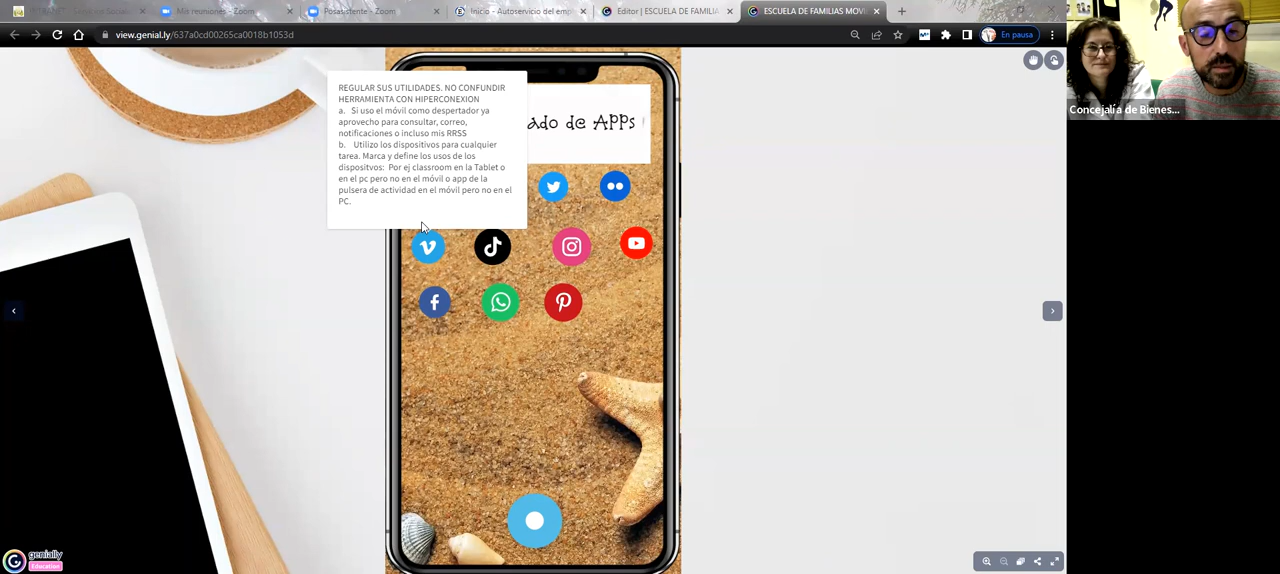 Mis reuniones - Zoom
Posasistente - Zoom
Inicio - Autoservicio del emp
Editor | ESCUELA DE FAMILIA
ESCUELA DE FAMILIAS MOVI
view.genial.ly/637a0cd00265ca0018b1053d
En pausa
Concejalía de Bienes...
REGULAR SUS UTILIDADES. NO CONFUNDIR
HERRAMIENTA CON HIPERCONEXION
a. Si uso el móvil como despertador ya
aprovecho para consultar, correo,
notificaciones o incluso mis RRSS
b. Utilizo los dispositivos para cualquier
tarea. Marca y define los usos de los
dispositvos: Por ej classroom en la Tablet o
en el pc pero no en el móvil o app de la
pulsera de actividad en el móvil pero no en el
PC.
ado de Apps
genially
Education